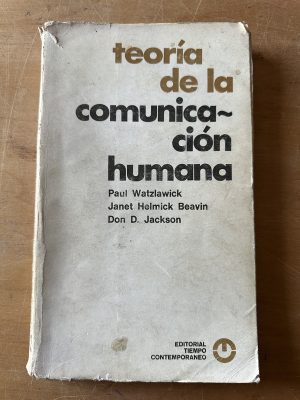 teoría
de la
comunica~
ción
humana
Paul Watzlawick
Janet Helmick Beavin
Don D. Jackson
EDITORIAL
TIEMPO
CONTEMPORANEO